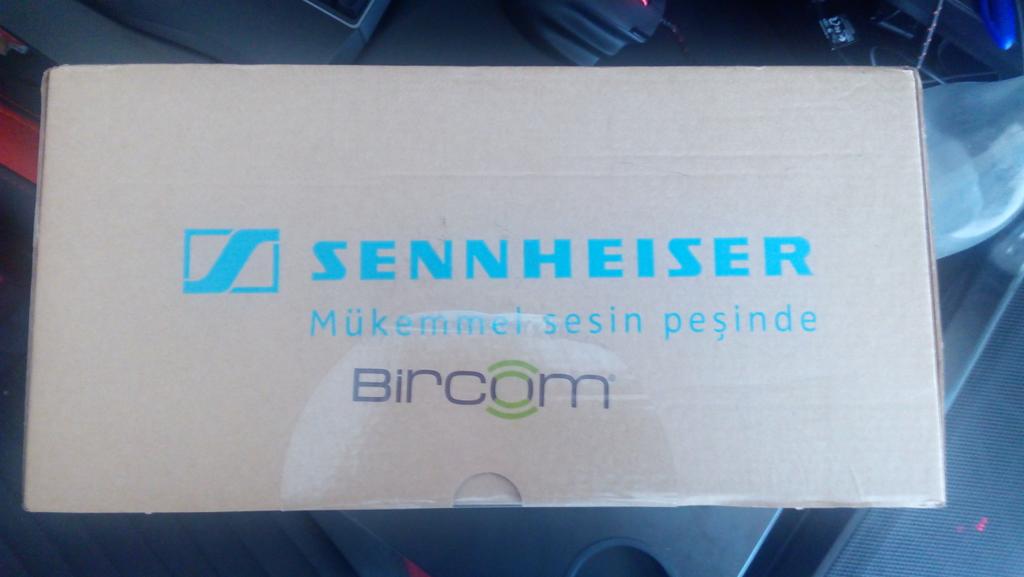 SENNHEISER
Mükemmel sesin peşinde
Bircom